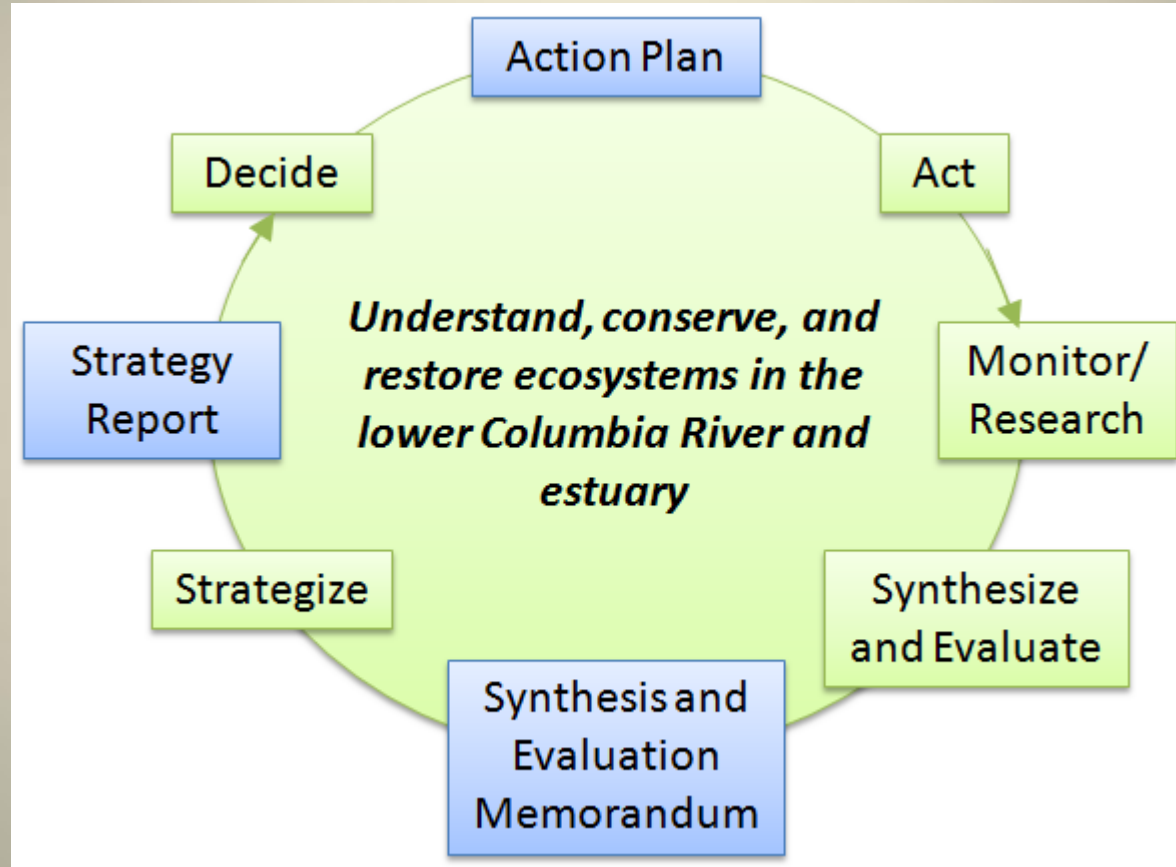 Action Plan
Decide
Act
Understand, conserve, and
restore ecosystems in the
lower Columbia River and
estuary
Strategy
Report
Monitor/
Research
Strategize
Synthesize
and Evaluate
Synthesis and
Evaluation
Memorandum